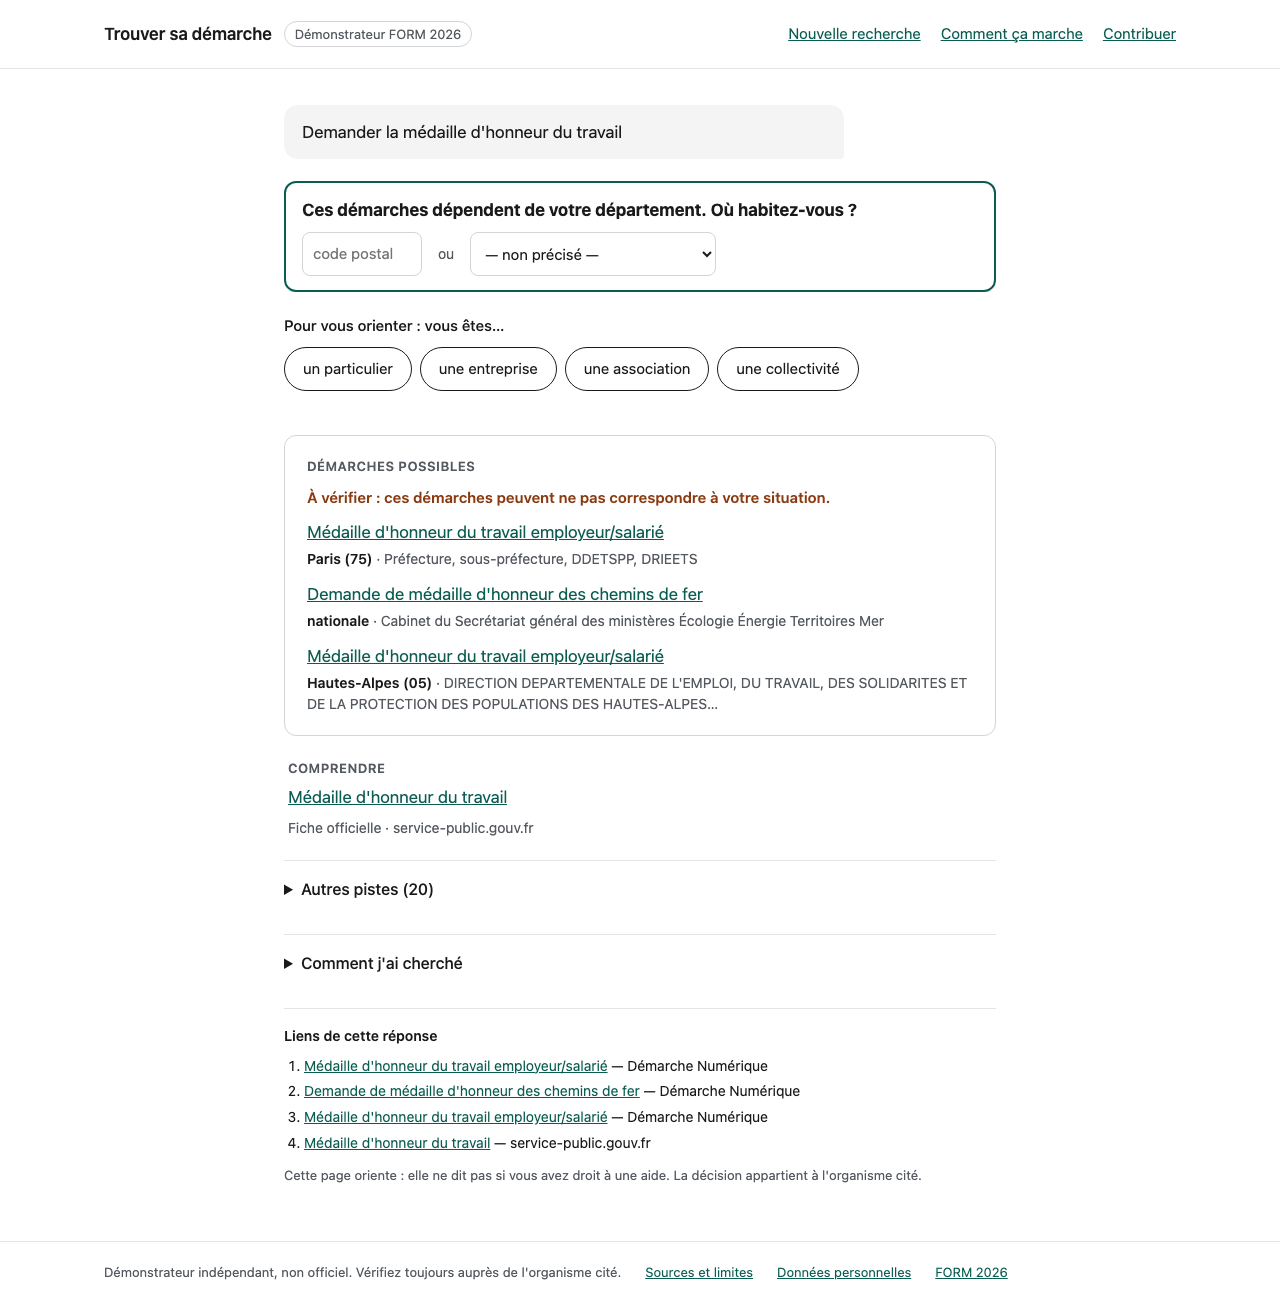 Trouver sa démarche
Démonstrateur FORM 2026
Nouvelle recherche
Comment ça marche
Contribuer
Demander la médaille d'honneur du travail
Ces démarches dépendent de votre département. Où habitez-vous ?
code postal
ou
— non précisé —
Pour vous orienter : vous êtes...
un particulier
une entreprise
une association
une collectivité
DÉMARCHES POSSIBLES
À vérifier : ces démarches peuvent ne pas correspondre à votre situation.
Médaille d'honneur du travail employeur/salarié
Paris (75) · Préfecture, sous-préfecture, DDETSPP, DRIEETS
Demande de médaille d'honneur des chemins de fer
nationale · Cabinet du Secrétariat général des ministères Écologie Énergie Territoires Mer
Médaille d'honneur du travail employeur/salarié
Hautes-Alpes (05) · DIRECTION DEPARTEMENTALE DE L'EMPLOI, DU TRAVAIL, DES SOLIDARITES ET
DE LA PROTECTION DES POPULATIONS DES HAUTES-ALPES...
COMPRENDRE
Médaille d'honneur du travail
Fiche officielle · service-public.gouv.fr
Autres pistes (20)
Comment j'ai cherché
Liens de cette réponse
1. Médaille d'honneur du travail employeur/salarié — Démarche Numérique
2. Demande de médaille d'honneur des chemins de fer — Démarche Numérique
3. Médaille d'honneur du travail employeur/salarié — Démarche Numérique
4. Médaille d'honneur du travail — service-public.gouv.fr
Cette page oriente : elle ne dit pas si vous avez droit à une aide. La décision appartient à l'organisme cité.
Démonstrateur indépendant, non officiel. Vérifiez toujours auprès de l'organisme cité.
Sources et limites
Données personnelles
FORM 2026